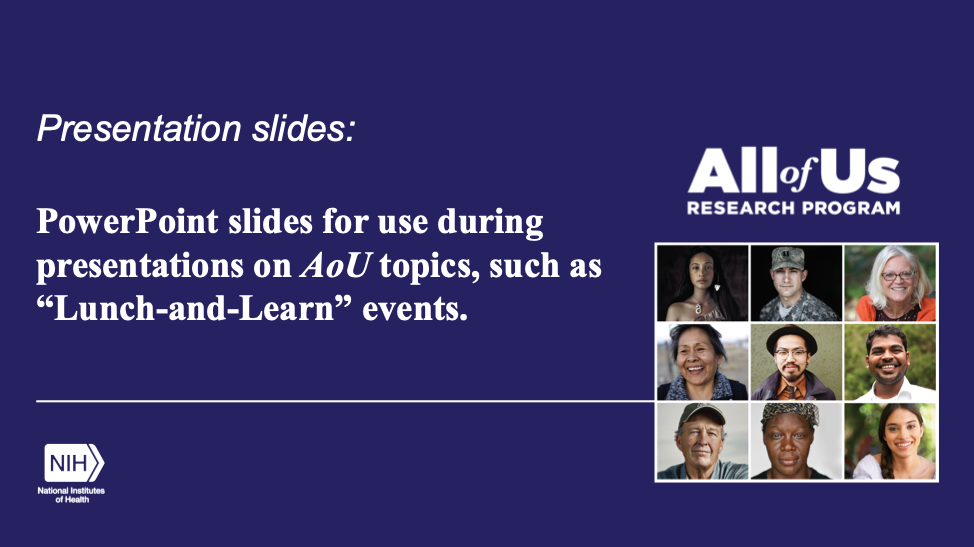 Presentation slides:
PowerPoint slides for use during
presentations on AoU topics, such as
“Lunch-and-Learn” events.
All of Us
RESEARCH PROGRAM
NIH
National Institutes
of Health